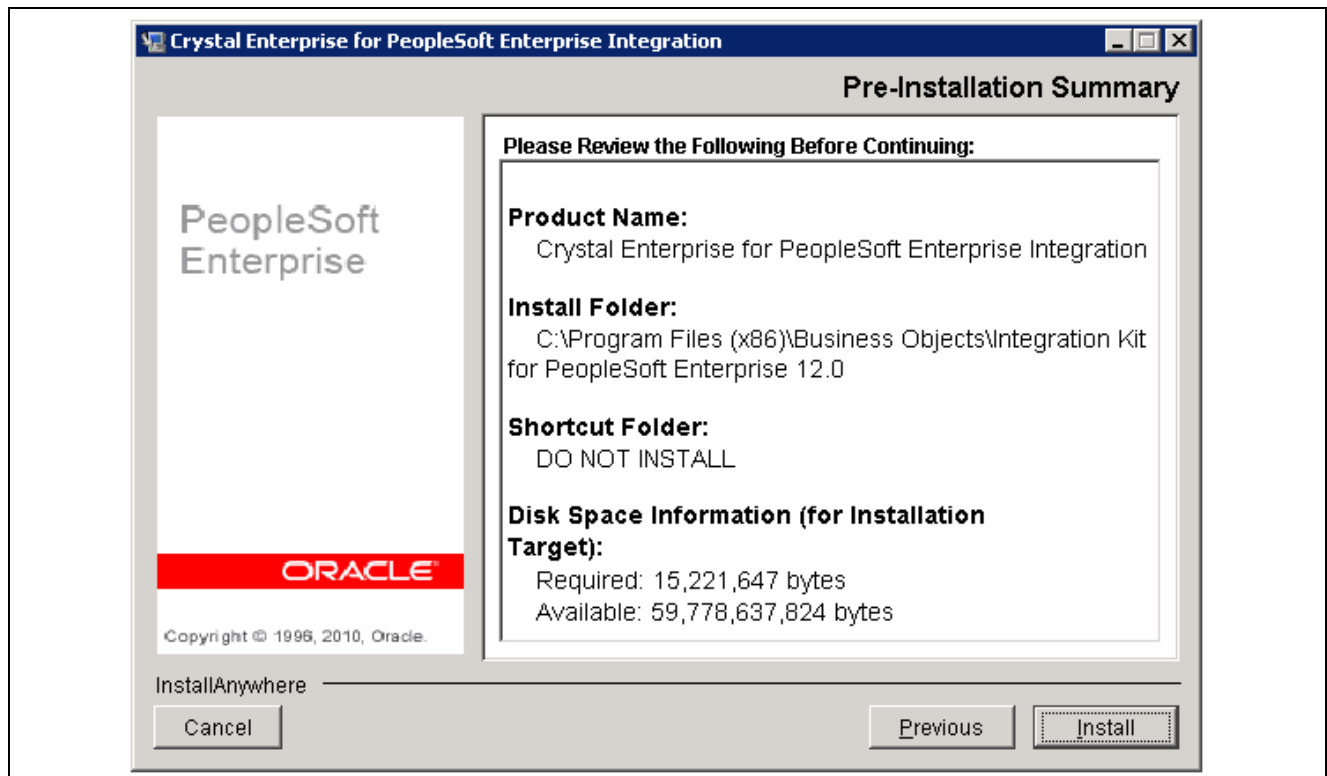 Crystal Enterprise for PeopleSoft Enterprise Integration
Pre-Installation Summary
Please Review the Following Before Continuing:
PeopleSoft
Enterprise
Product Name:
Crystal Enterprise for PeopleSoft Enterprise Integration
Install Folder:
C:\Program Files (x86)\Business Objects\Integration Kit
for PeopleSoft Enterprise 12.0
Shortcut Folder:
DO NOT INSTALL
Disk Space Information (for Installation
Target):
Required: 15,221,647 bytes
Available: 59,778,637,824 bytes
ORACLE
Copyright © 1996, 2010, Oracle.
InstallAnywhere
Cancel
Previous
Install